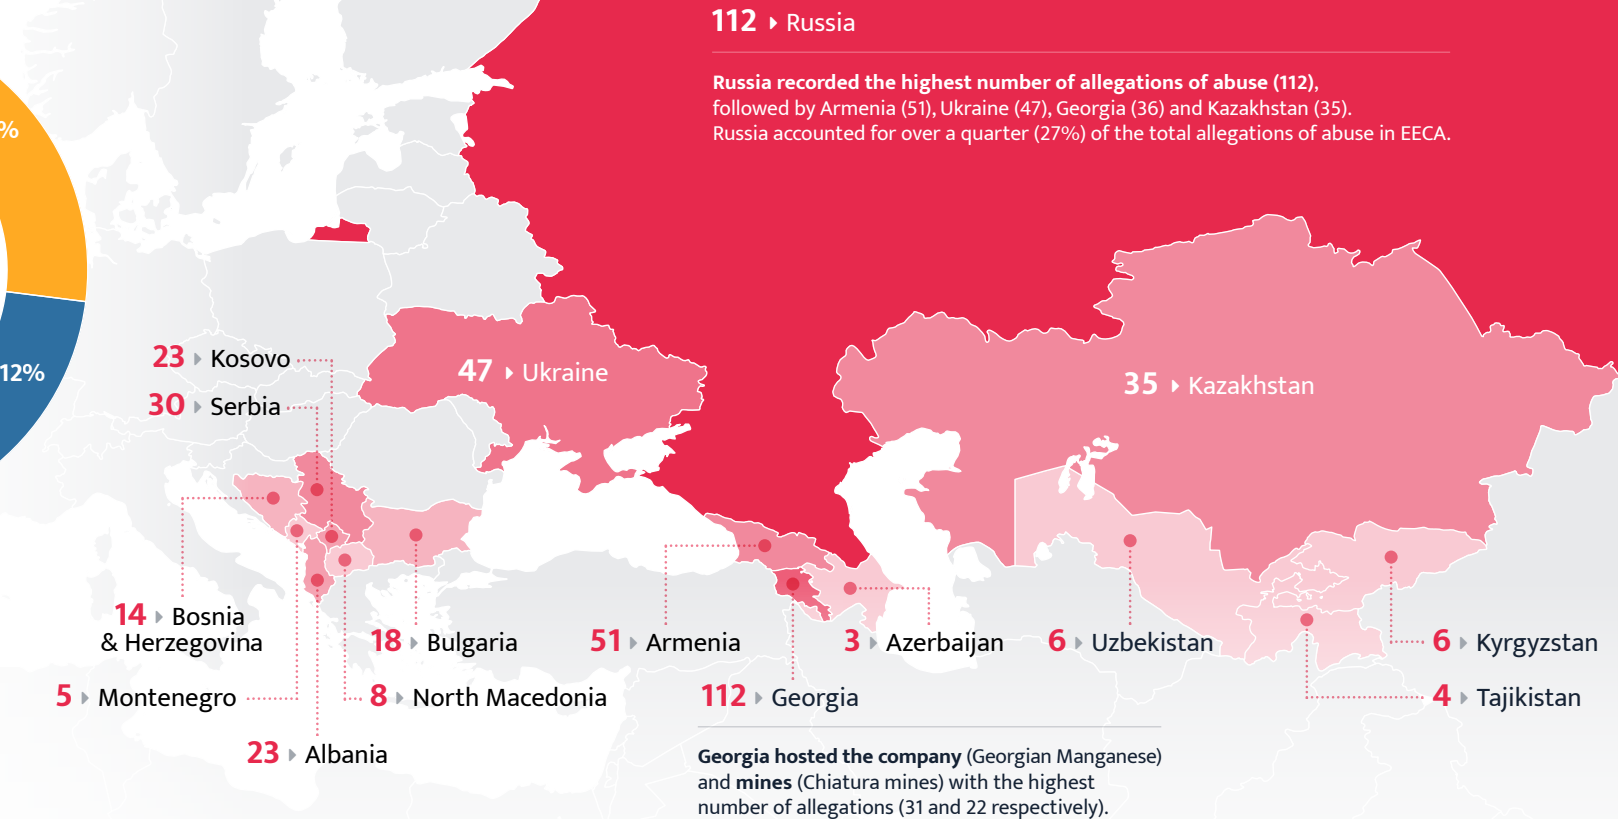 112 Russia
Russia recorded the highest number of allegations of abuse (112),
followed by Armenia (51), Ukraine (47), Georgia (36) and Kazakhstan (35).
Russia accounted for over a quarter (27%) of the total allegations of abuse in EECA.
%
12%
23 Kosovo
30 Serbia
47 Ukraine
35 Kazakhstan
14 Bosnia
& Herzegovina
18 Bulgaria
51 Armenia
3 Azerbaijan
6 Uzbekistan
6 Kyrgyzstan
5 Montenegro
8 North Macedonia
112 Georgia
4 Tajikistan
23 Albania
Georgia hosted the company (Georgian Manganese)
and mines (Chiatura mines) with the highest
number of allegations (31 and 22 respectively).